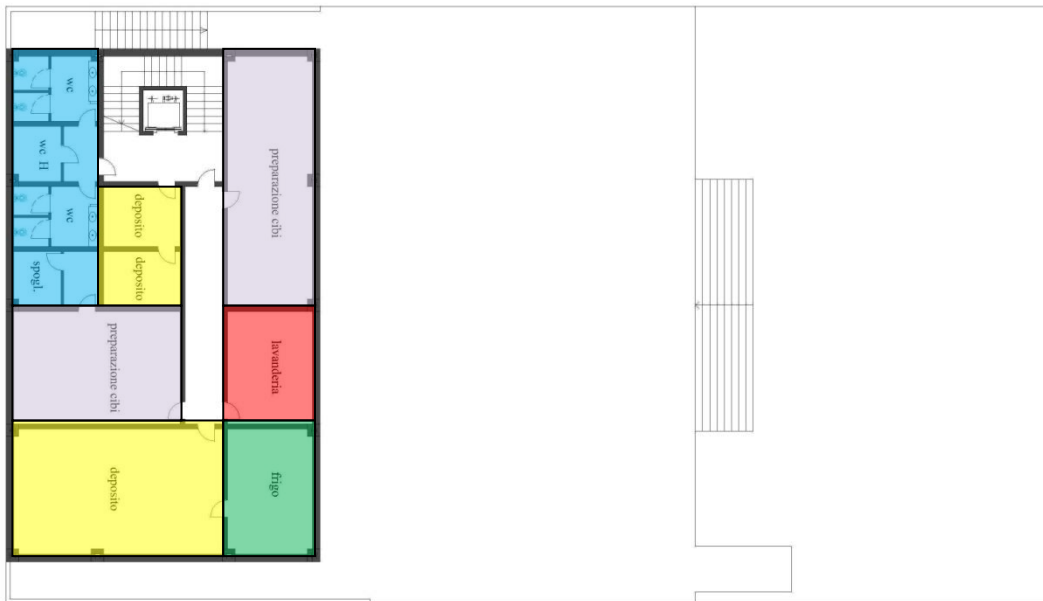 wc
wc H
wc
spogl.
deposito
deposito
preparazione cibi
preparazione cibi
lavanderia
deposito
frigo